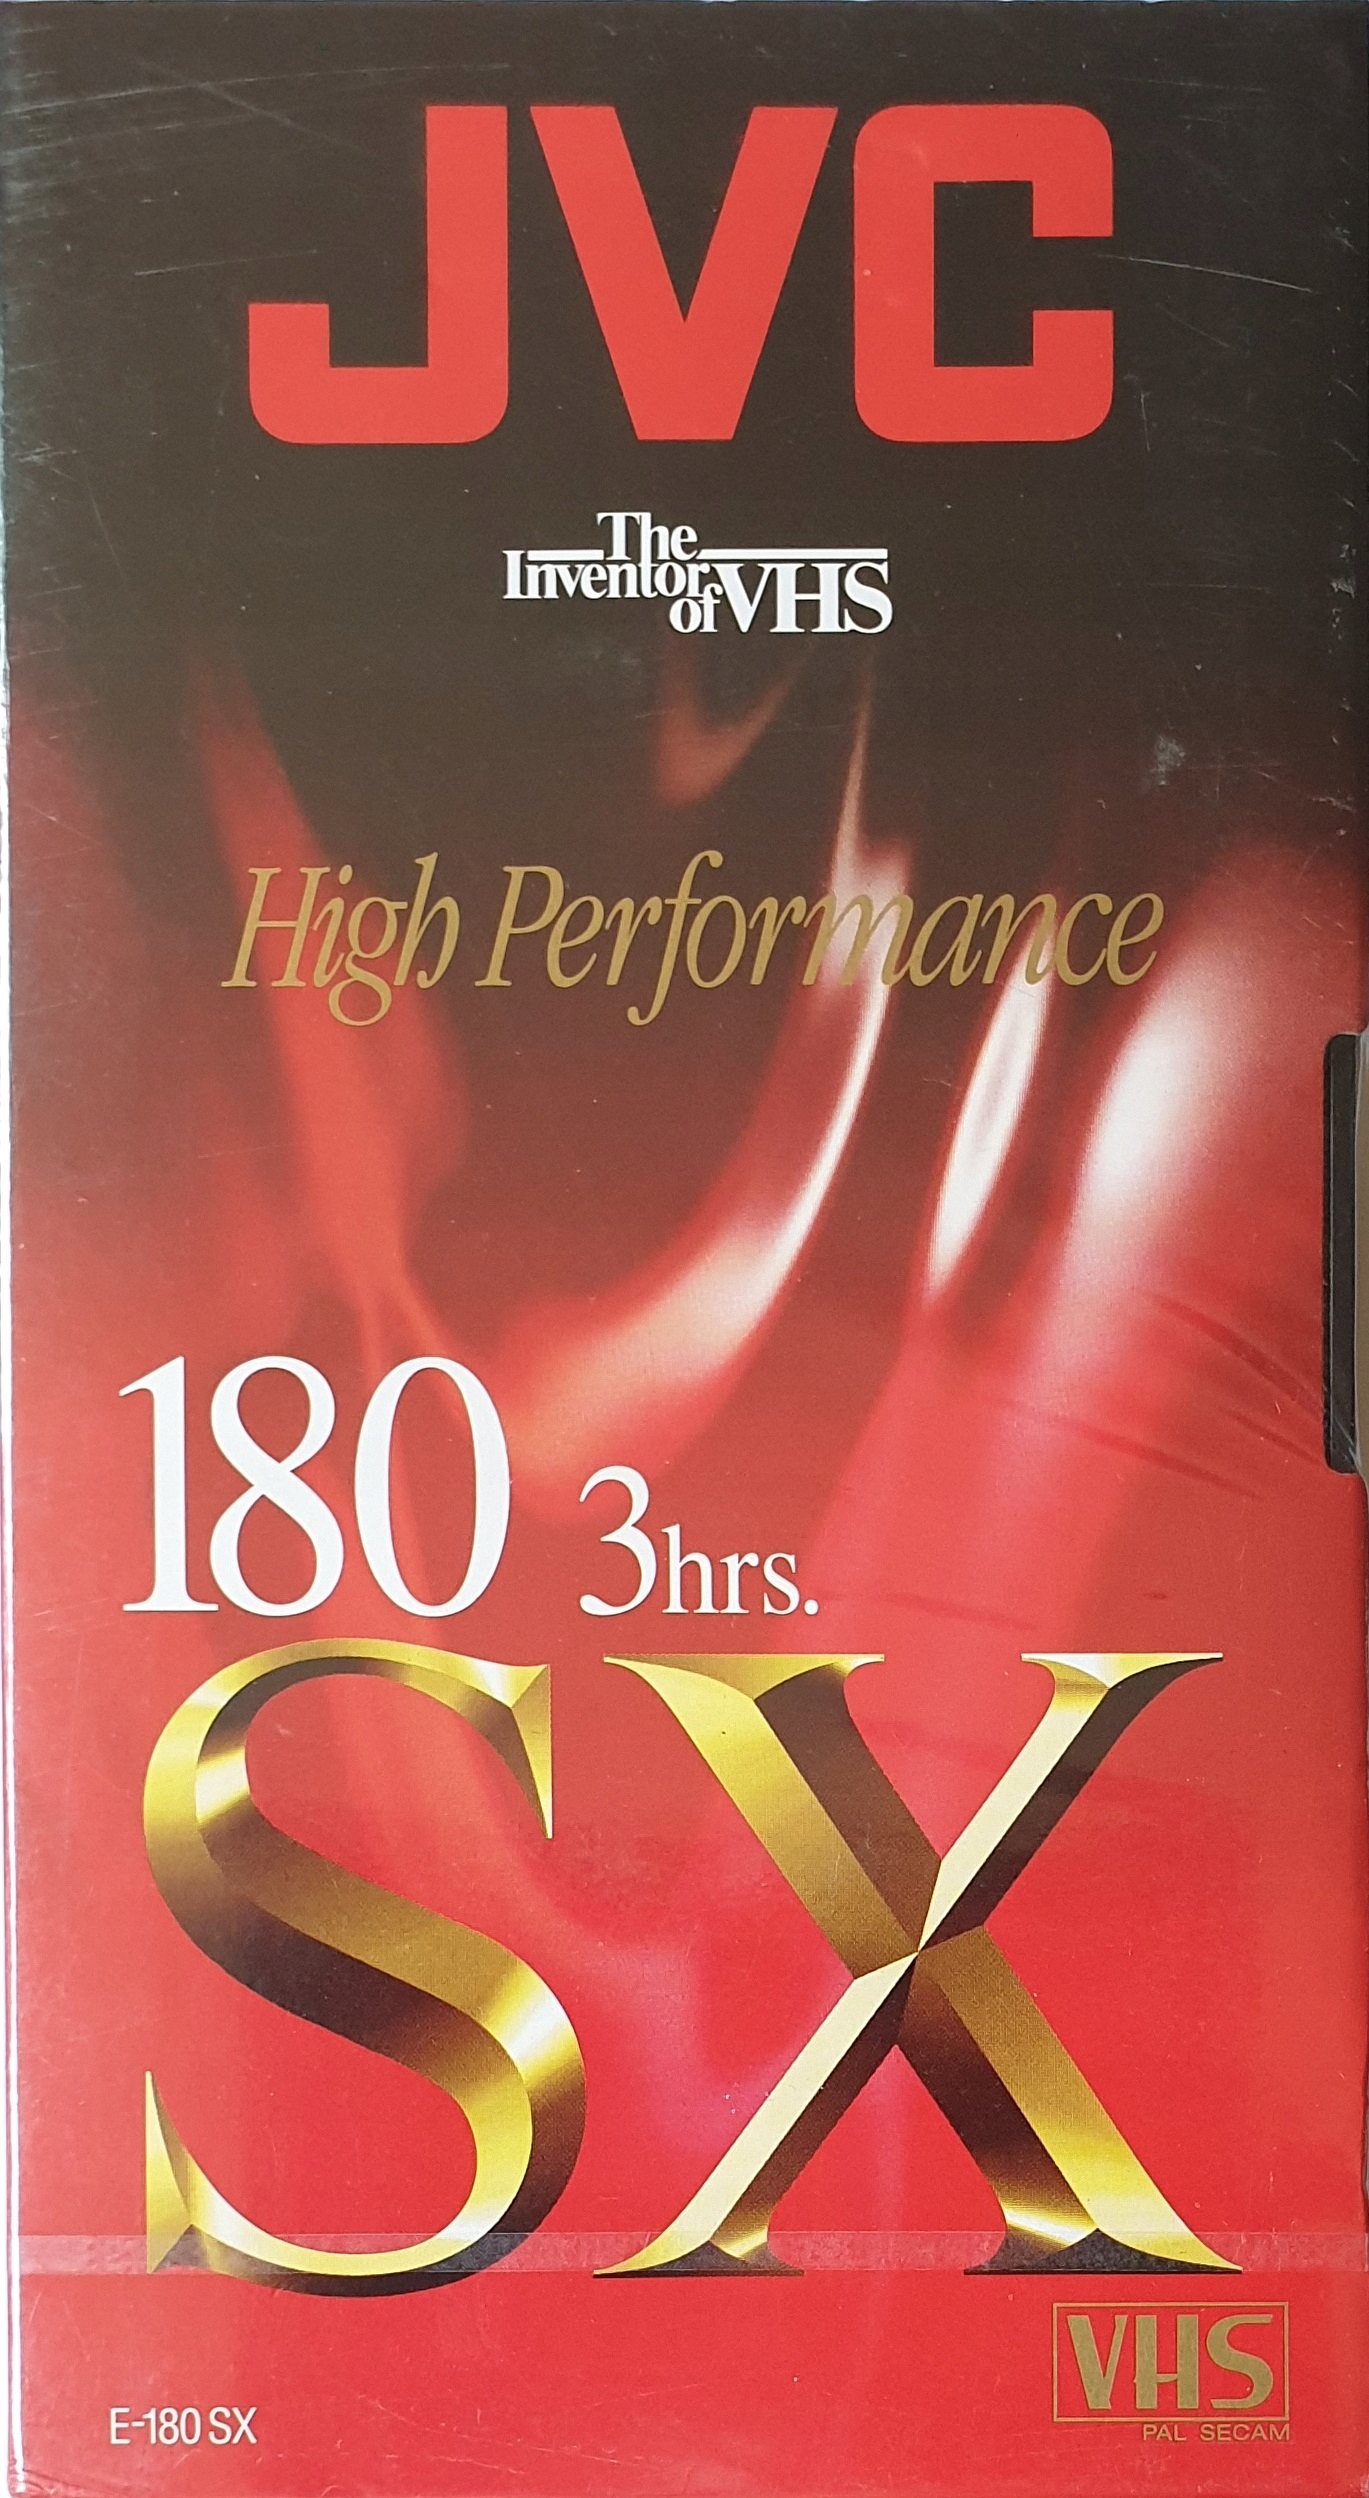 JVC
The
Inventor
of VHS
High Performance
180 3hrs.
SX
VHS
PAL SECAM
E-180 SX